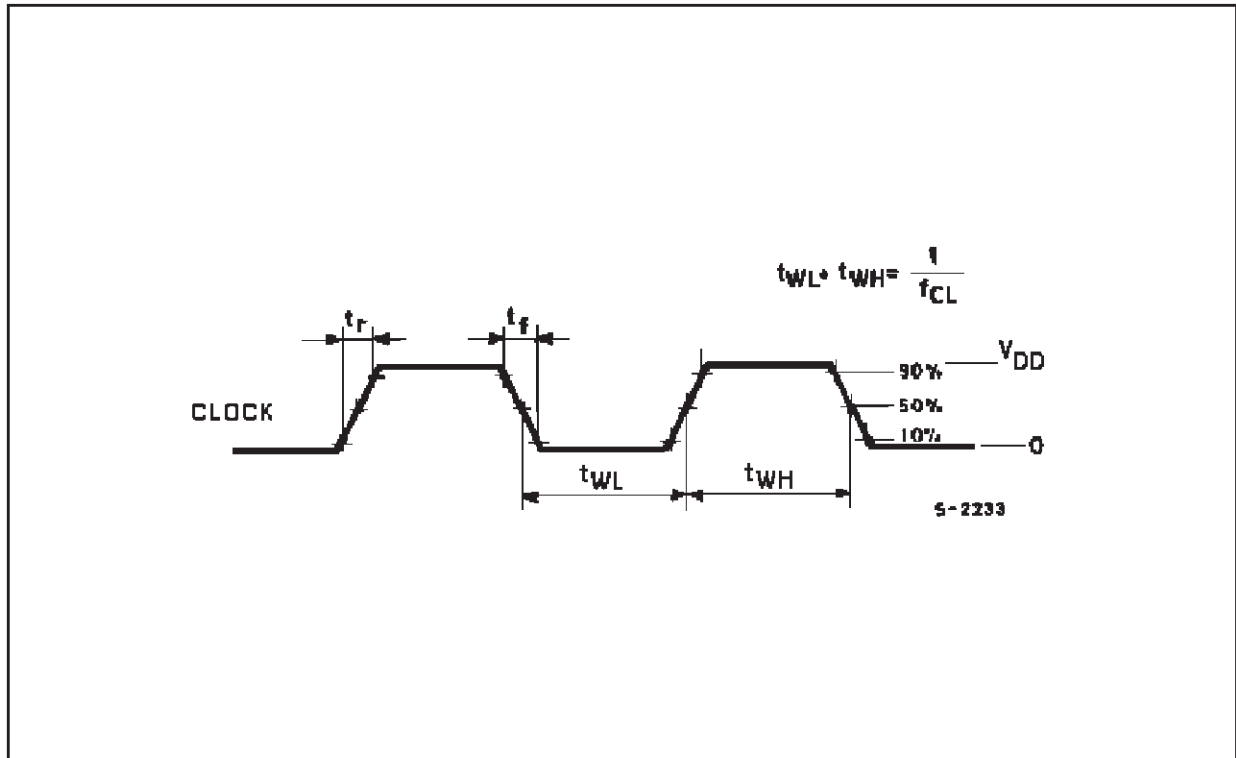 tWL• tWH= 1/fCL
tr
tf
VDD
90%
CLOCK
50%
10%
0
tWL
tWH
S-2233